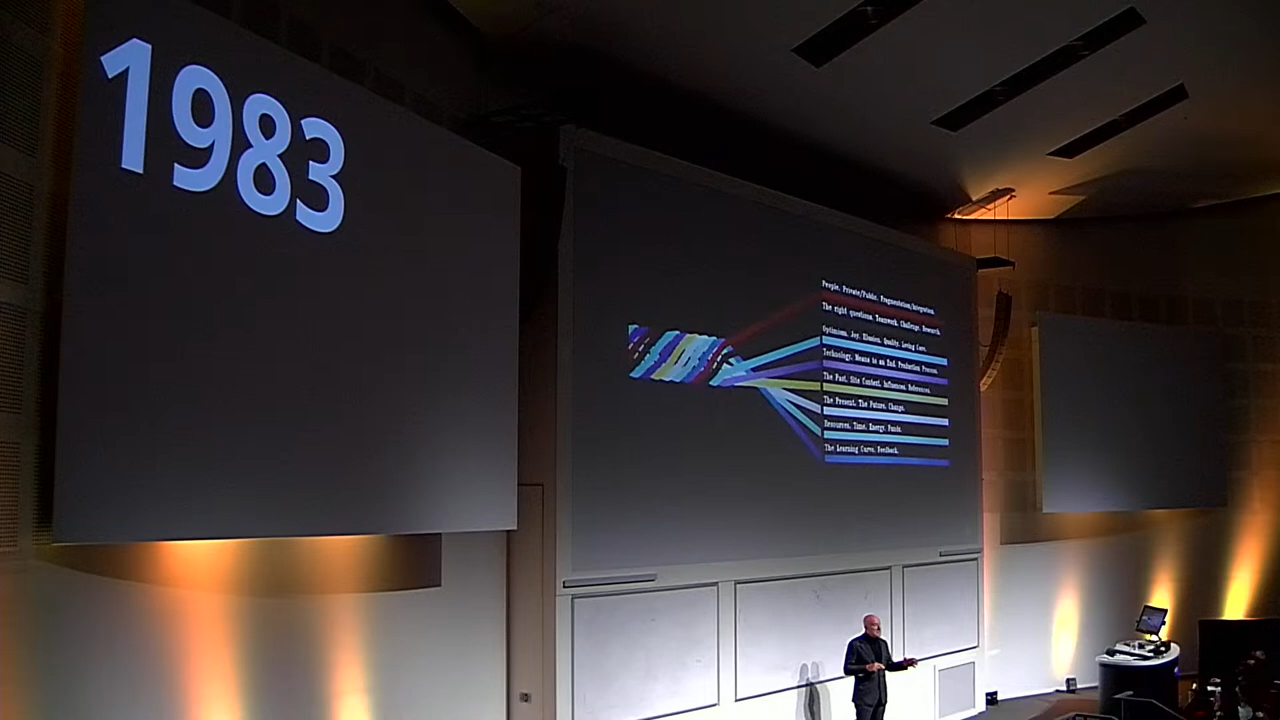 1983
People, Private/Public. Fragmentation/Integration.
The right questions, Teamwork, Challenge, Research.
Optimism, Joy, Illusion, Quality, Loving Care.
Technology. Means to an End. Production Process.
The Past, Site Context, Influences, References.
The Present, The Future, Change.
Resources, Time, Energy, Funds.
The Learning Curve, Feedback.